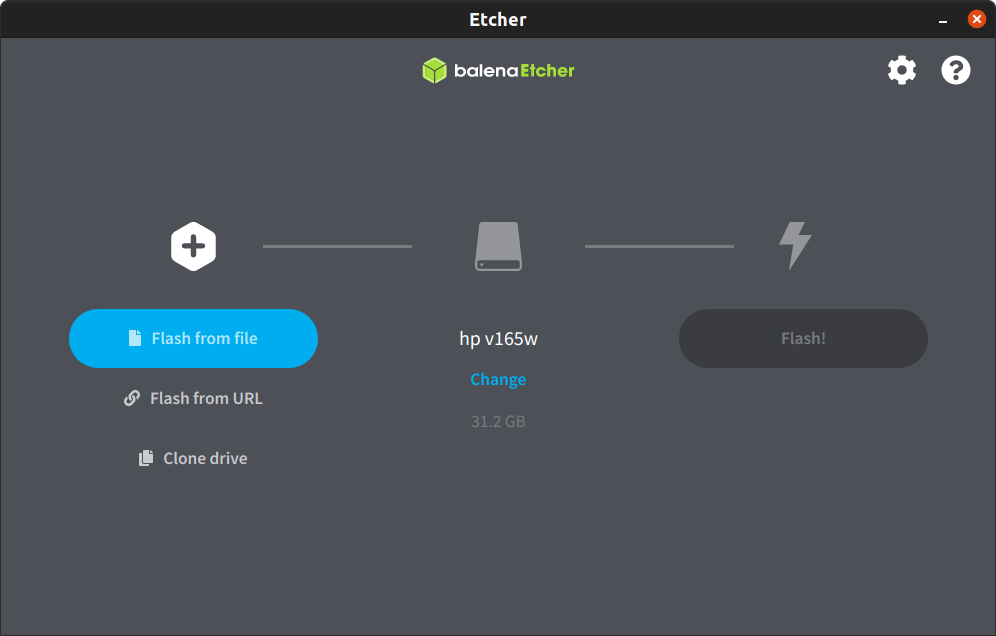 Etcher
balenaEtcher
Flash from file
Flash from URL
Clone drive
hp v165w
Change
31.2 GB
Flash!